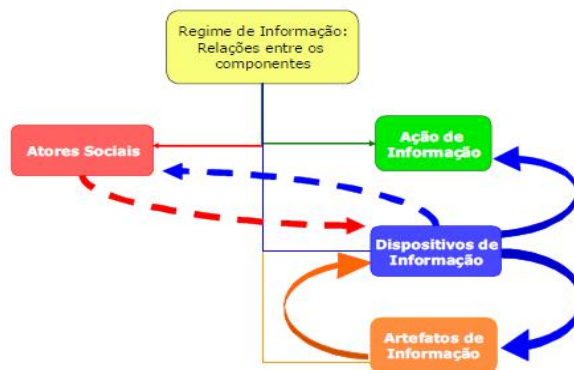 Regime de Informação:
Relações entre os
componentes
Atores Sociais
Ação de
Informação
Dispositivos de
Informação
Artefatos de
Informação